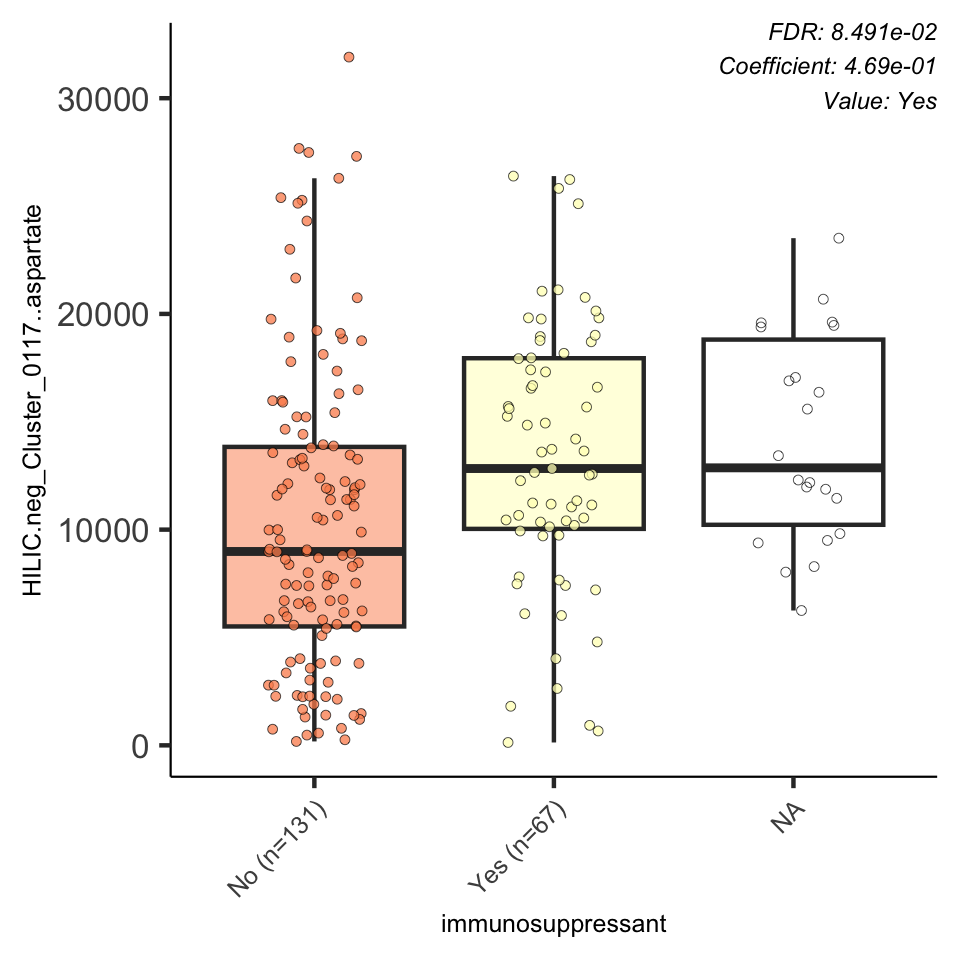 FDR: 8.491e-02
Coefficient: 4.69e-01
Value: Yes
HILIC.neg_Cluster_0117..aspartate
30000
20000
10000
0
No (n=131)
Yes (n=67)
NA
immunosuppressant